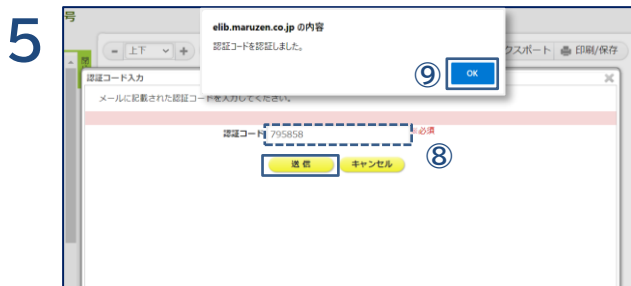 5
号
elib.maruzen.co.jp の内容
認証コードを認証しました。
⑨
OK
- 上下 +
クスポート 印刷/保存
認証コード入力
メールに記載された認証コードを入力してください。
認証コード 795858 ※必須
送信 キャンセル
⑧